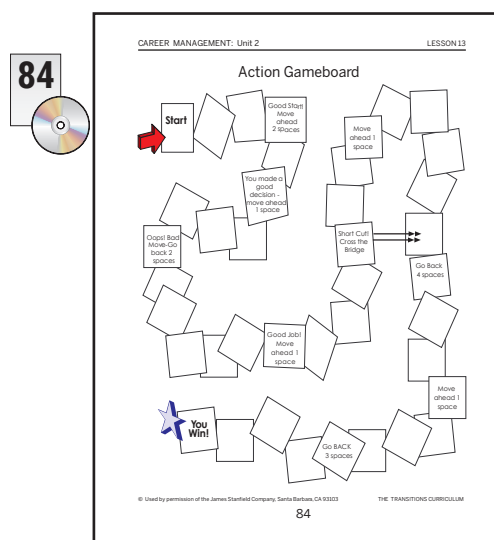 84
CAREER MANAGEMENT: Unit 2
LESSON 13
Action Gameboard
Start
Good Start!
Move
ahead
2 spaces
You made a
good
decision -
move ahead
1 space
Oops! Bad
Move-Go
back 2
spaces
Good Job!
Move
ahead 1
space
Move
ahead 1
space
Short Cut!
Cross the
Bridge
Go Back
4 spaces
Move
ahead 1
space
Go BACK
3 spaces
You
Win!
© Used by permission of the James Stanfield Company, Santa Barbara, CA 93103
THE TRANSITIONS CURRICULUM
84